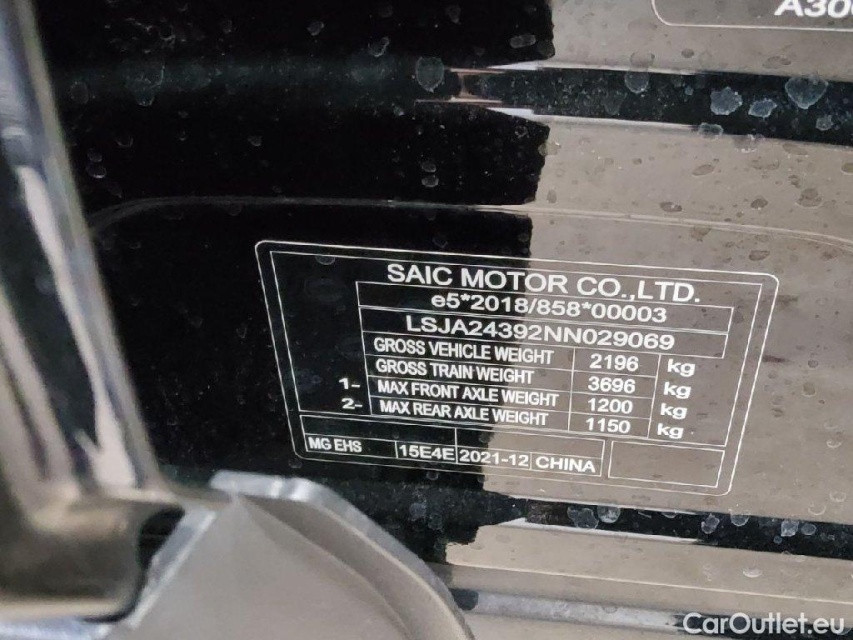 A300
SAIC MOTOR CO.,LTD.
e5*2018/858*00003
LSJA24392NN029069
GROSS VEHICLE WEIGHT 2196 kg
GROSS TRAIN WEIGHT 3696 kg
1- MAX FRONT AXLE WEIGHT 1200 kg
2- MAX REAR AXLE WEIGHT 1150 kg
MG EHS 15E4E 2021-12 CHINA
CarOutlet.eu